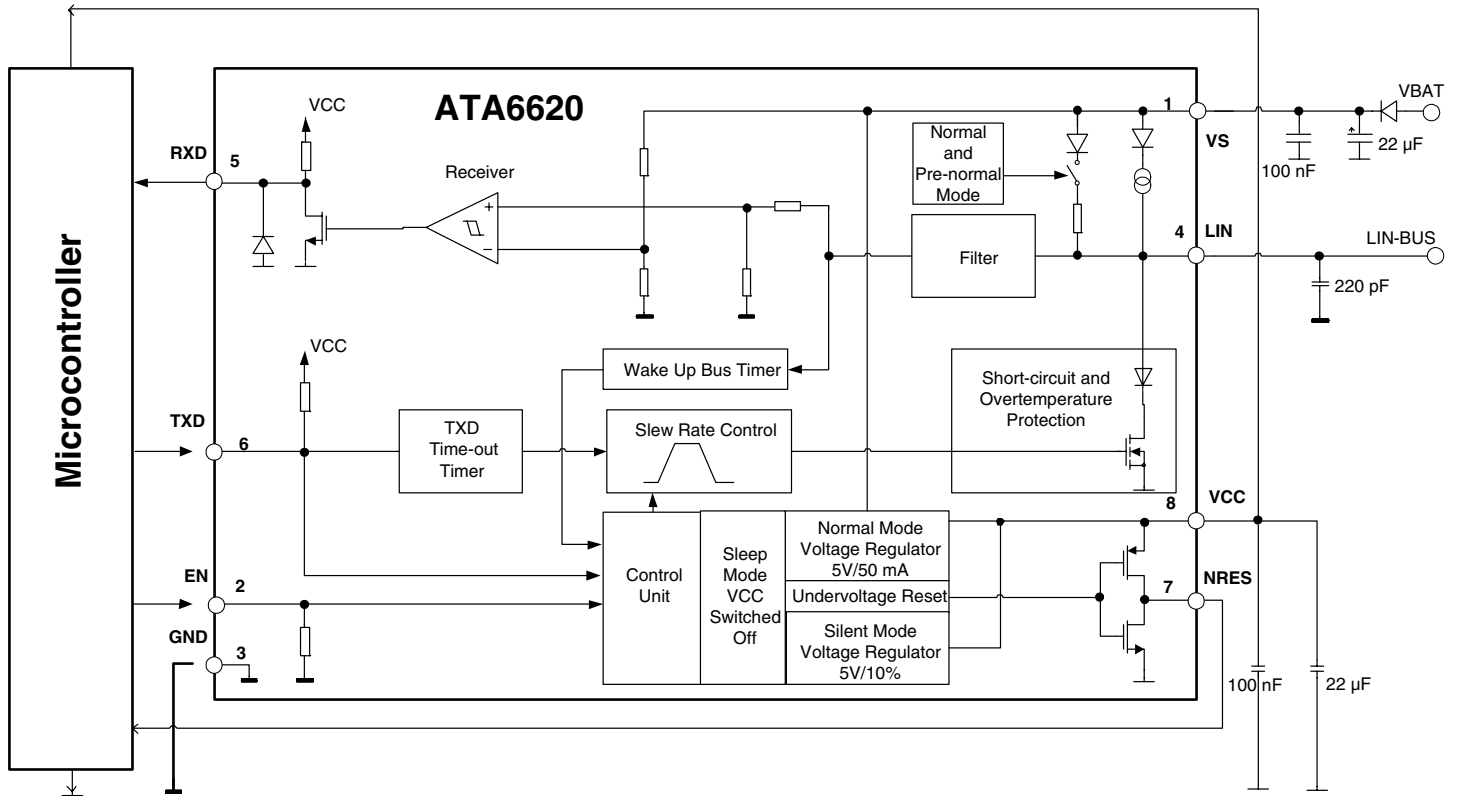 ATA6620
Microcontroller
VCC
RXD
5
Receiver
+
−
Normal
and
Pre-normal
Mode
1
VS
VBAT
100 nF
22 µF
Filter
4
LIN
LIN-BUS
220 pF
VCC
Wake Up Bus Timer
Short-circuit and
Overtemperature
Protection
TXD
6
TXD
Time-out
Timer
Slew Rate Control
8
VCC
EN
2
Control
Unit
Sleep
Mode
VCC
Switched
Off
Normal Mode
Voltage Regulator
5V/50 mA
Undervoltage Reset
Silent Mode
Voltage Regulator
5V/10%
7
NRES
GND
3
100 nF
22 µF